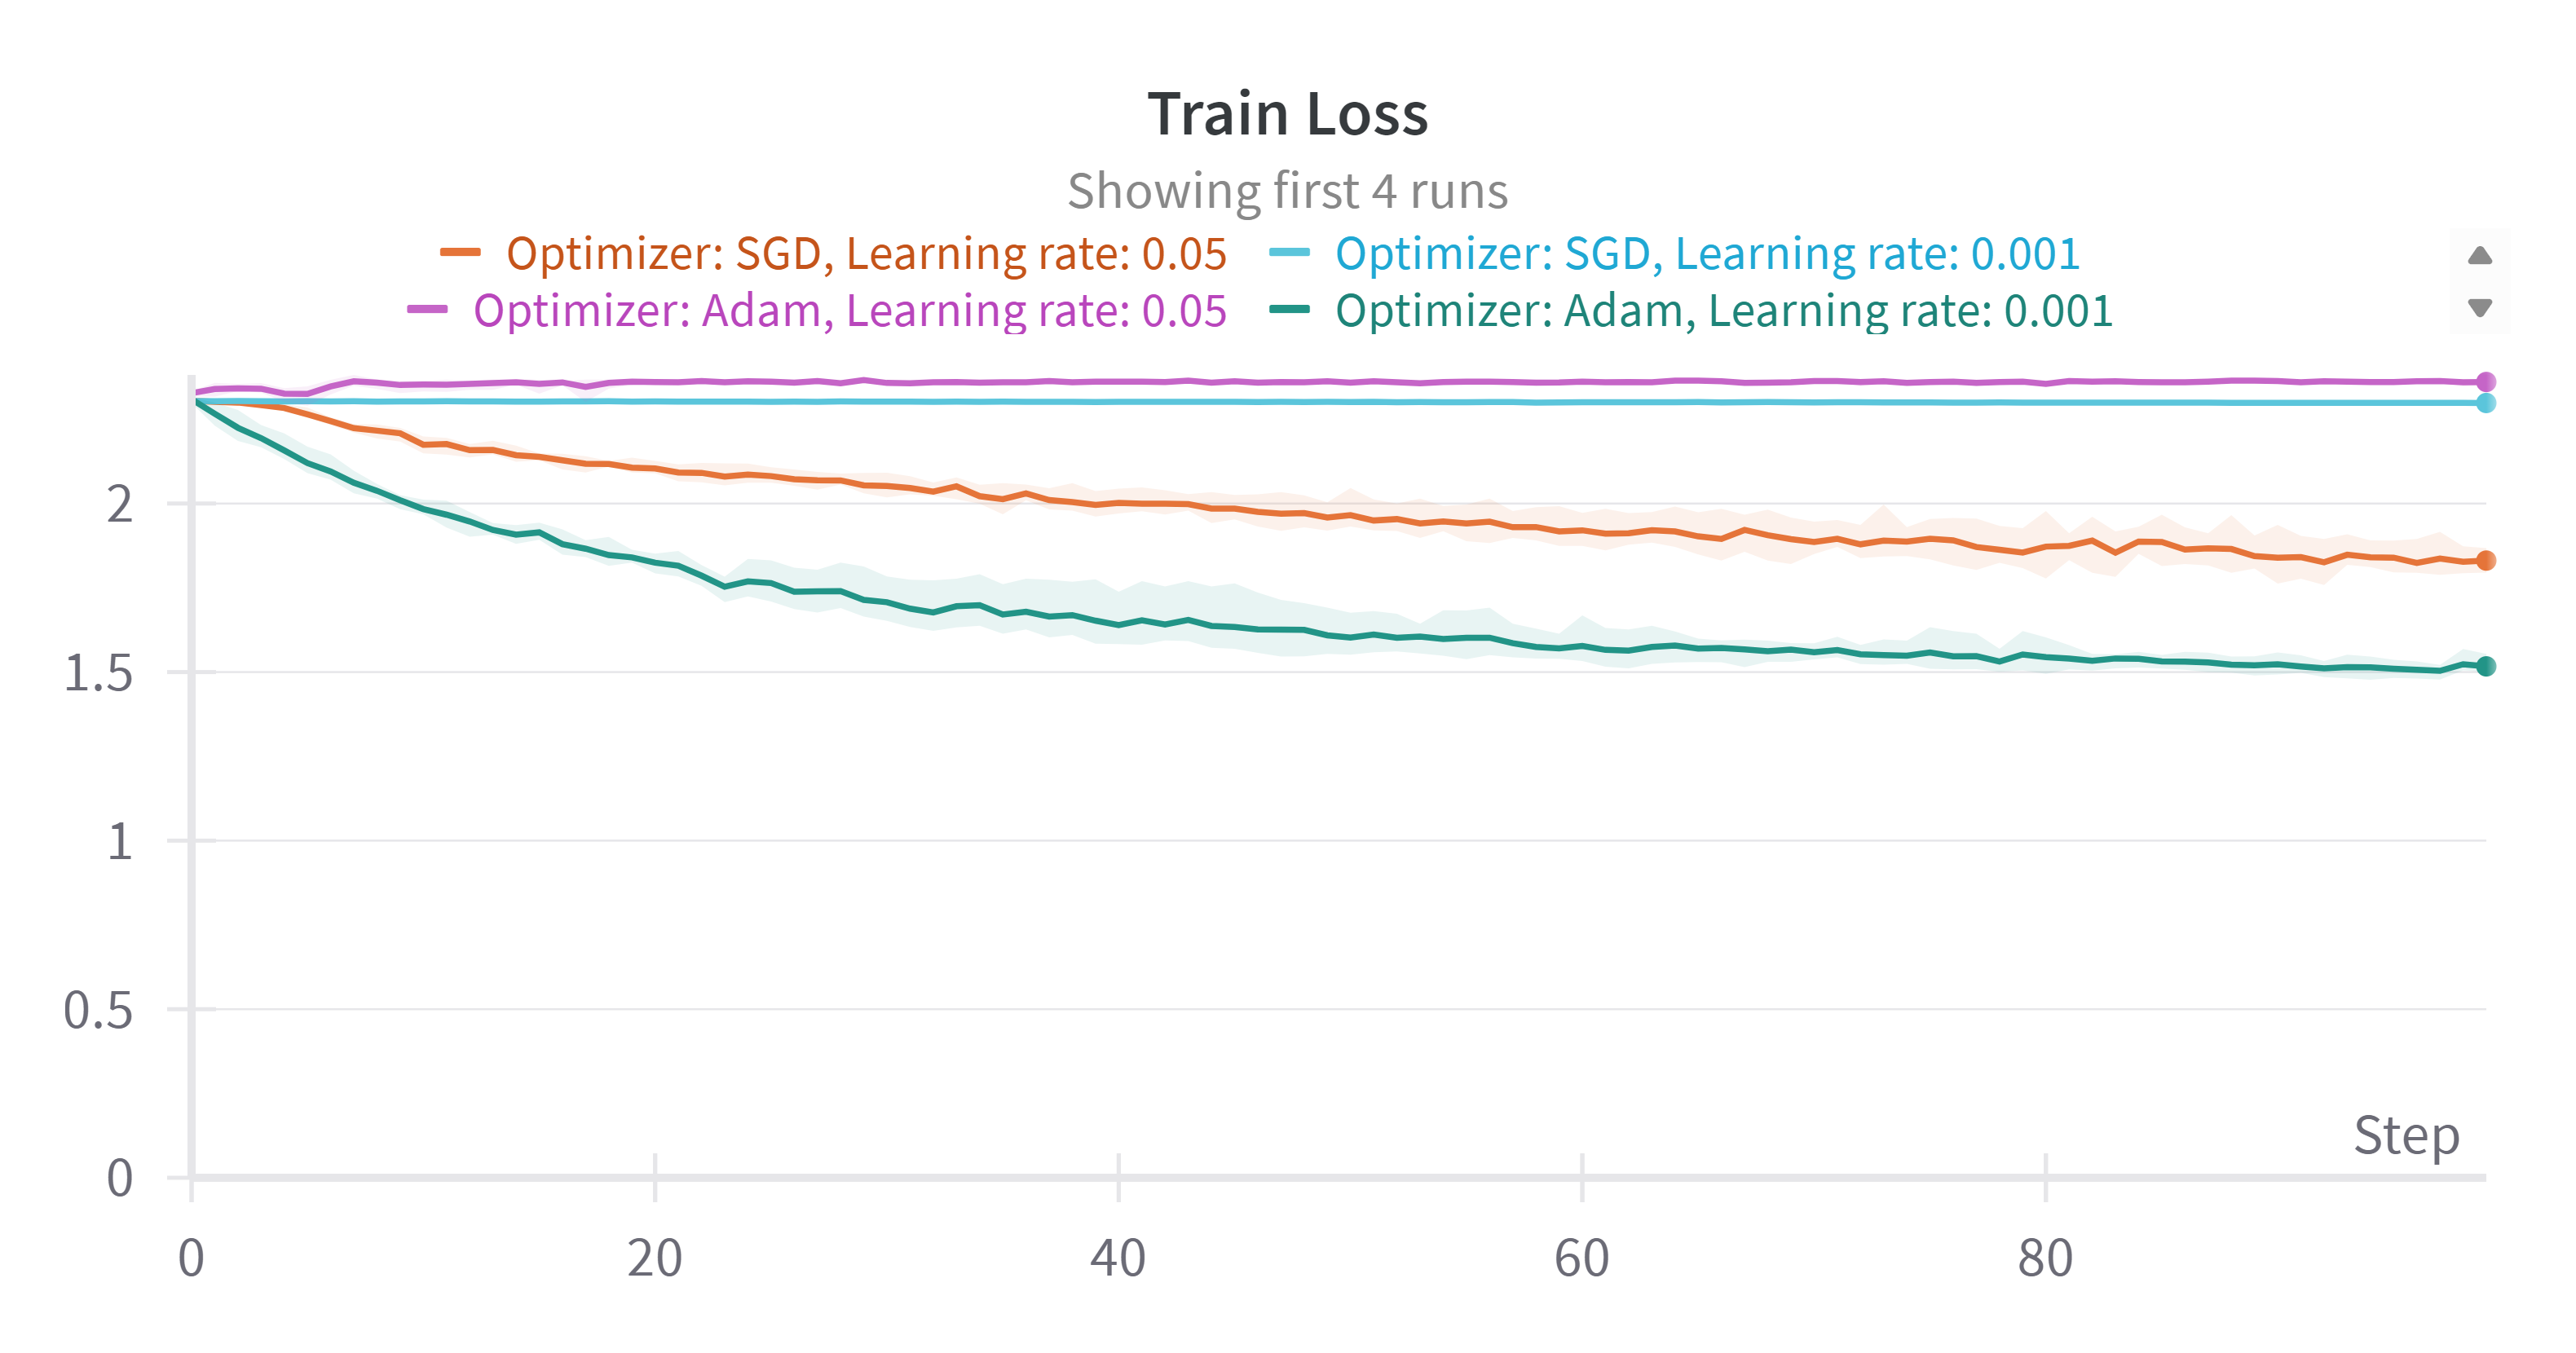 Train Loss
Showing first 4 runs
Optimizer: SGD, Learning rate: 0.05 Optimizer: SGD, Learning rate: 0.001
Optimizer: Adam, Learning rate: 0.05 Optimizer: Adam, Learning rate: 0.001
2
1.5
1
0.5
Step
0
0 20 40 60 80